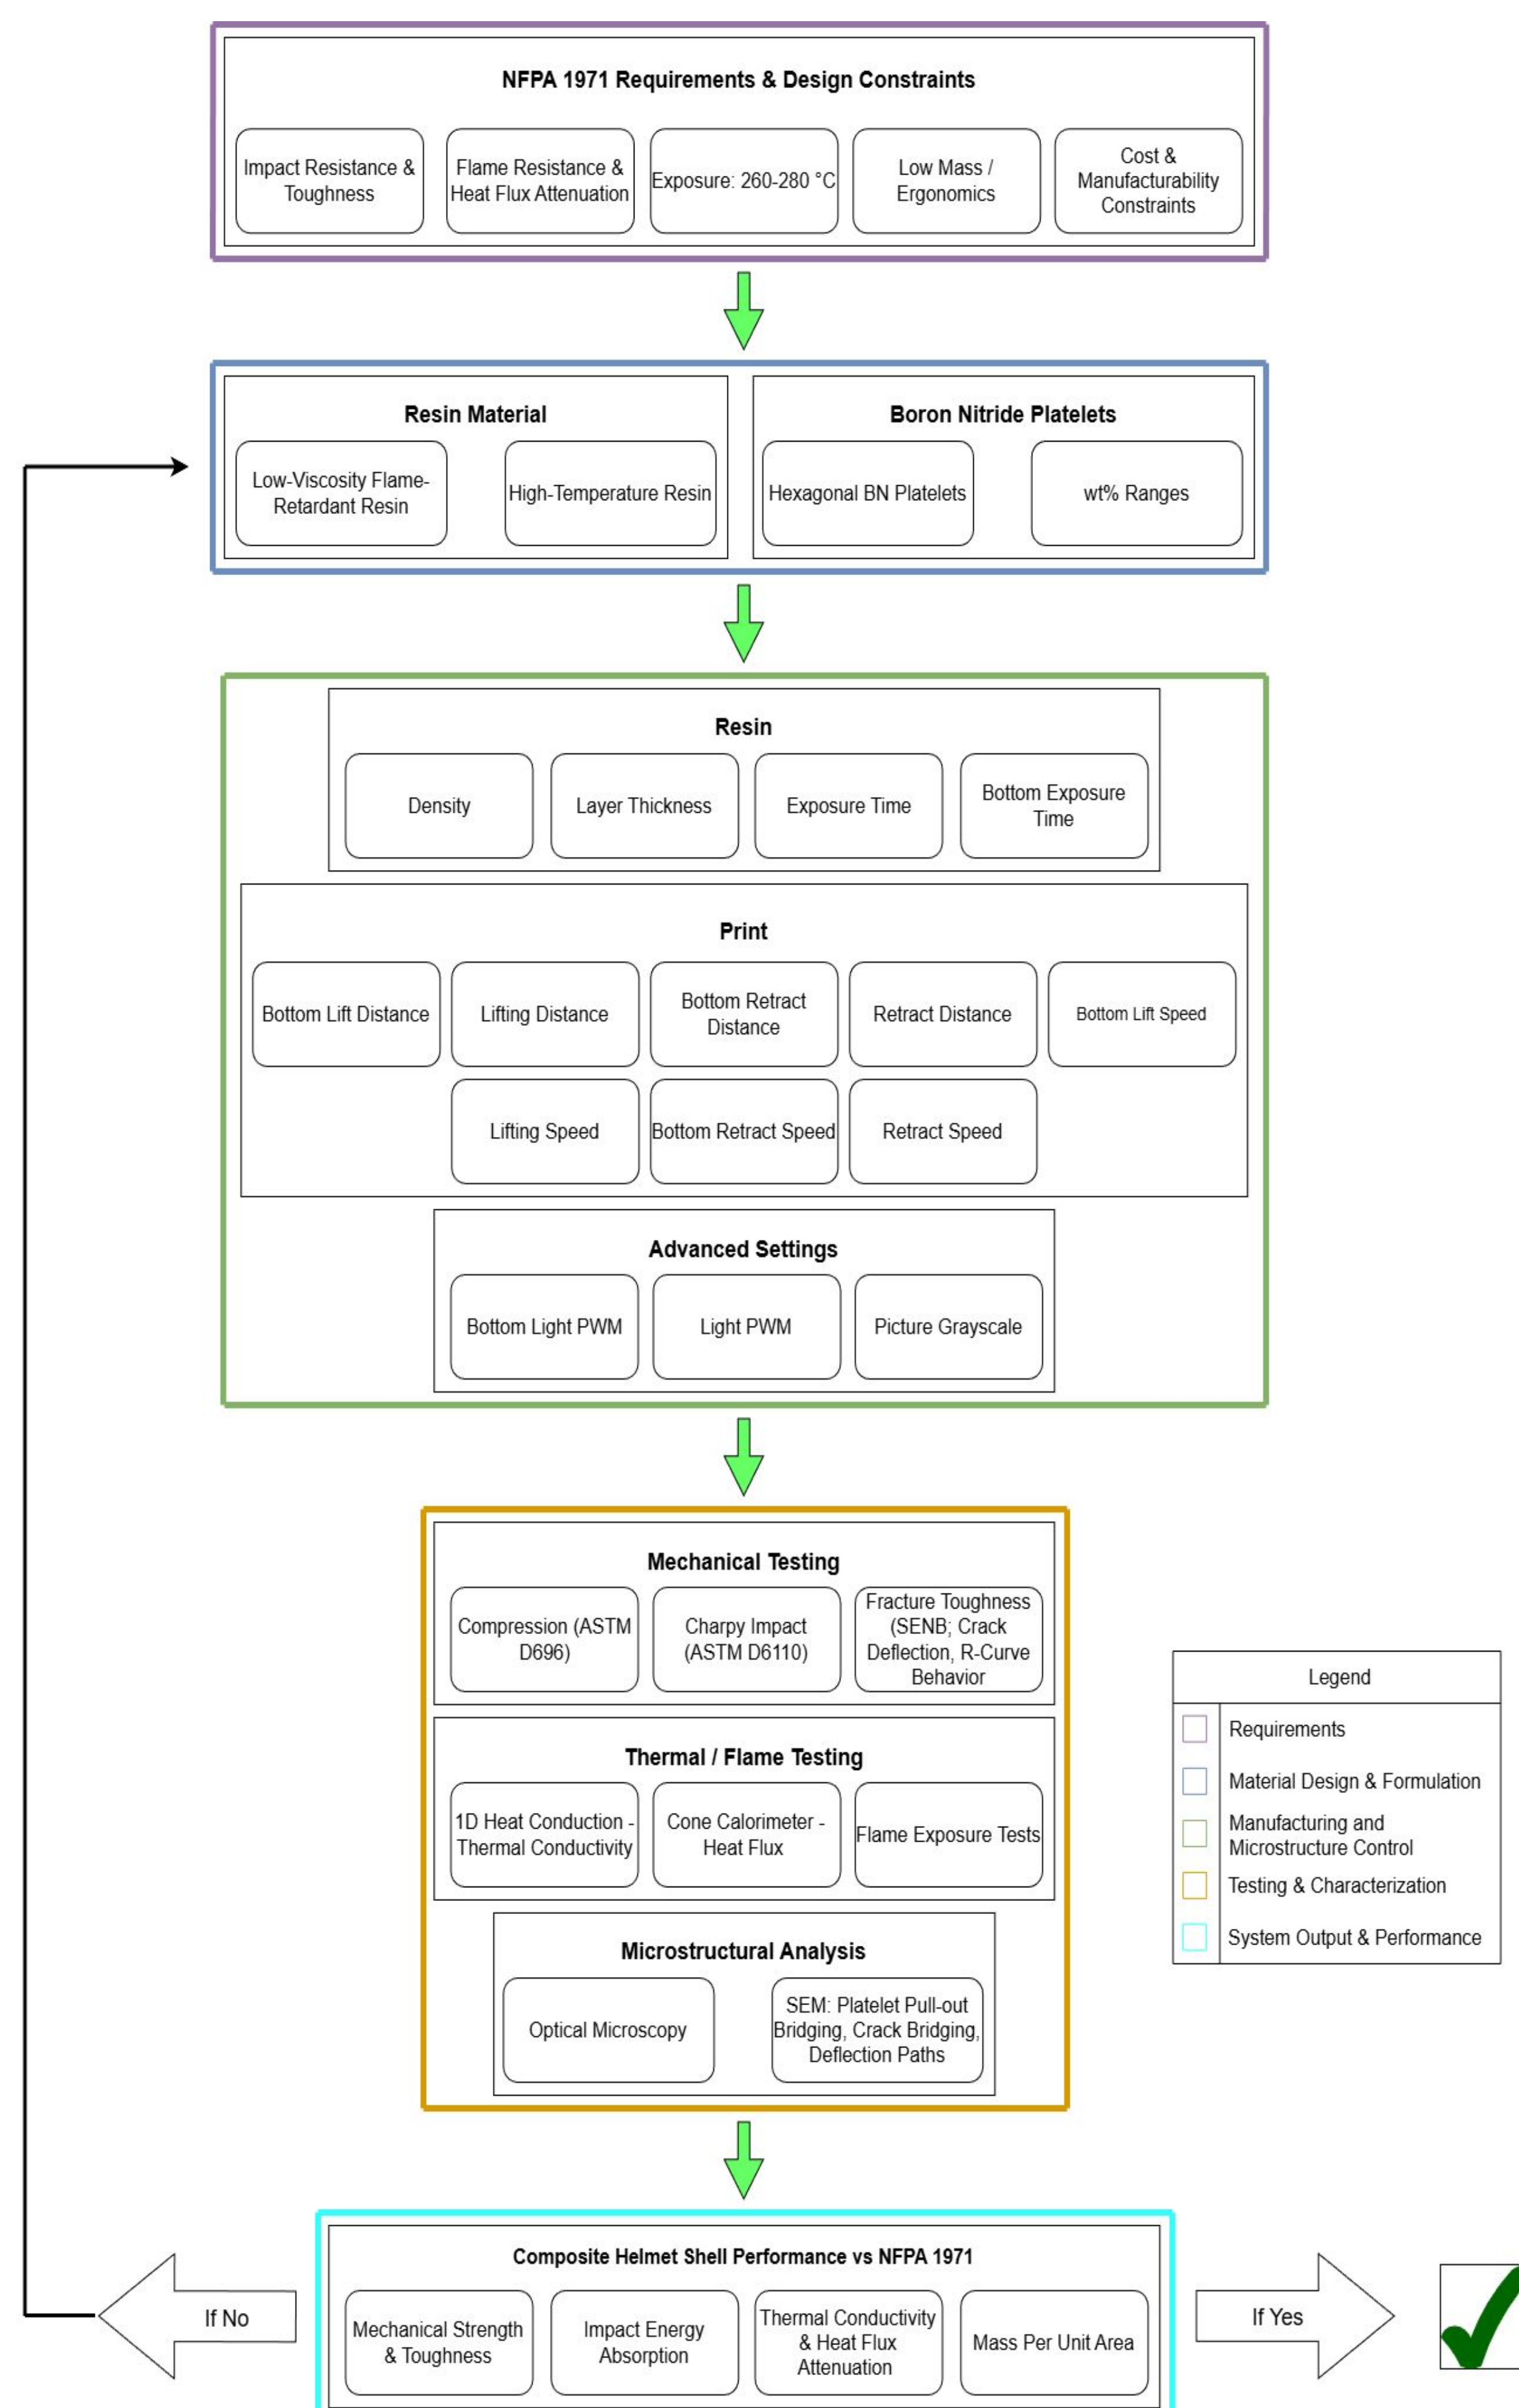 NFPA 1971 Requirements & Design Constraints
Impact Resistance &
Toughness
Flame Resistance &
Heat Flux Attenuation
Exposure: 260-280 °C
Low Mass /
Ergonomics
Cost &
Manufacturability
Constraints
Resin Material
Low-Viscosity Flame-
Retardant Resin
High-Temperature Resin
Boron Nitride Platelets
Hexagonal BN Platelets
wt% Ranges
Resin
Density
Layer Thickness
Exposure Time
Bottom Exposure
Time
Print
Bottom Lift Distance
Lifting Distance
Bottom Retract
Distance
Retract Distance
Bottom Lift Speed
Lifting Speed
Bottom Retract Speed
Retract Speed
Advanced Settings
Bottom Light PWM
Light PWM
Picture Grayscale
Mechanical Testing
Compression (ASTM
D696)
Charpy Impact
(ASTM D6110)
Fracture Toughness
(SENB; Crack
Deflection, R-Curve
Behavior
Thermal / Flame Testing
1D Heat Conduction -
Thermal Conductivity
Cone Calorimeter -
Heat Flux
Flame Exposure Tests
Microstructural Analysis
Optical Microscopy
SEM: Platelet Pull-out
Bridging, Crack Bridging,
Deflection Paths
Legend
Requirements
Material Design & Formulation
Manufacturing and
Microstructure Control
Testing & Characterization
System Output & Performance
Composite Helmet Shell Performance vs NFPA 1971
If No
Mechanical Strength
& Toughness
Impact Energy
Absorption
Thermal Conductivity
& Heat Flux
Attenuation
Mass Per Unit Area
If Yes